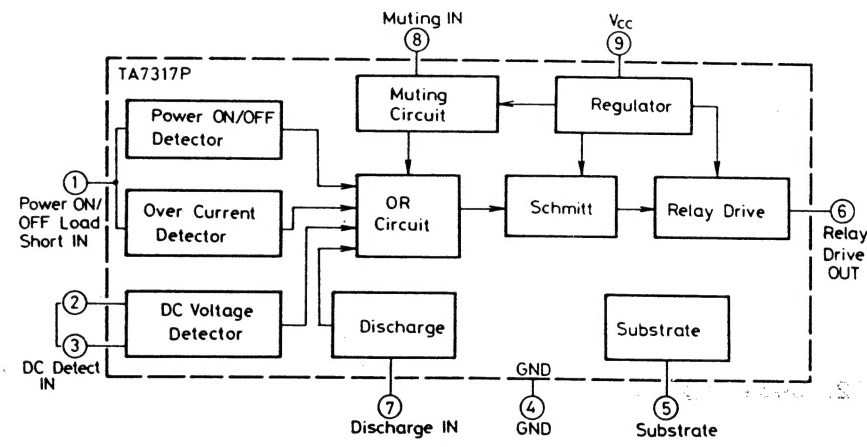 Muting IN
8
VCC
9
TA7317P
Power ON/OFF
Detector
Muting
Circuit
Regulator
1
Power ON/
OFF Load
Short IN
Over Current
Detector
OR
Circuit
Schmitt
Relay Drive
6
Relay
Drive
OUT
2
3
DC Detect
IN
DC Voltage
Detector
Discharge
Substrate
GND
7
Discharge IN
4
GND
5
Substrate